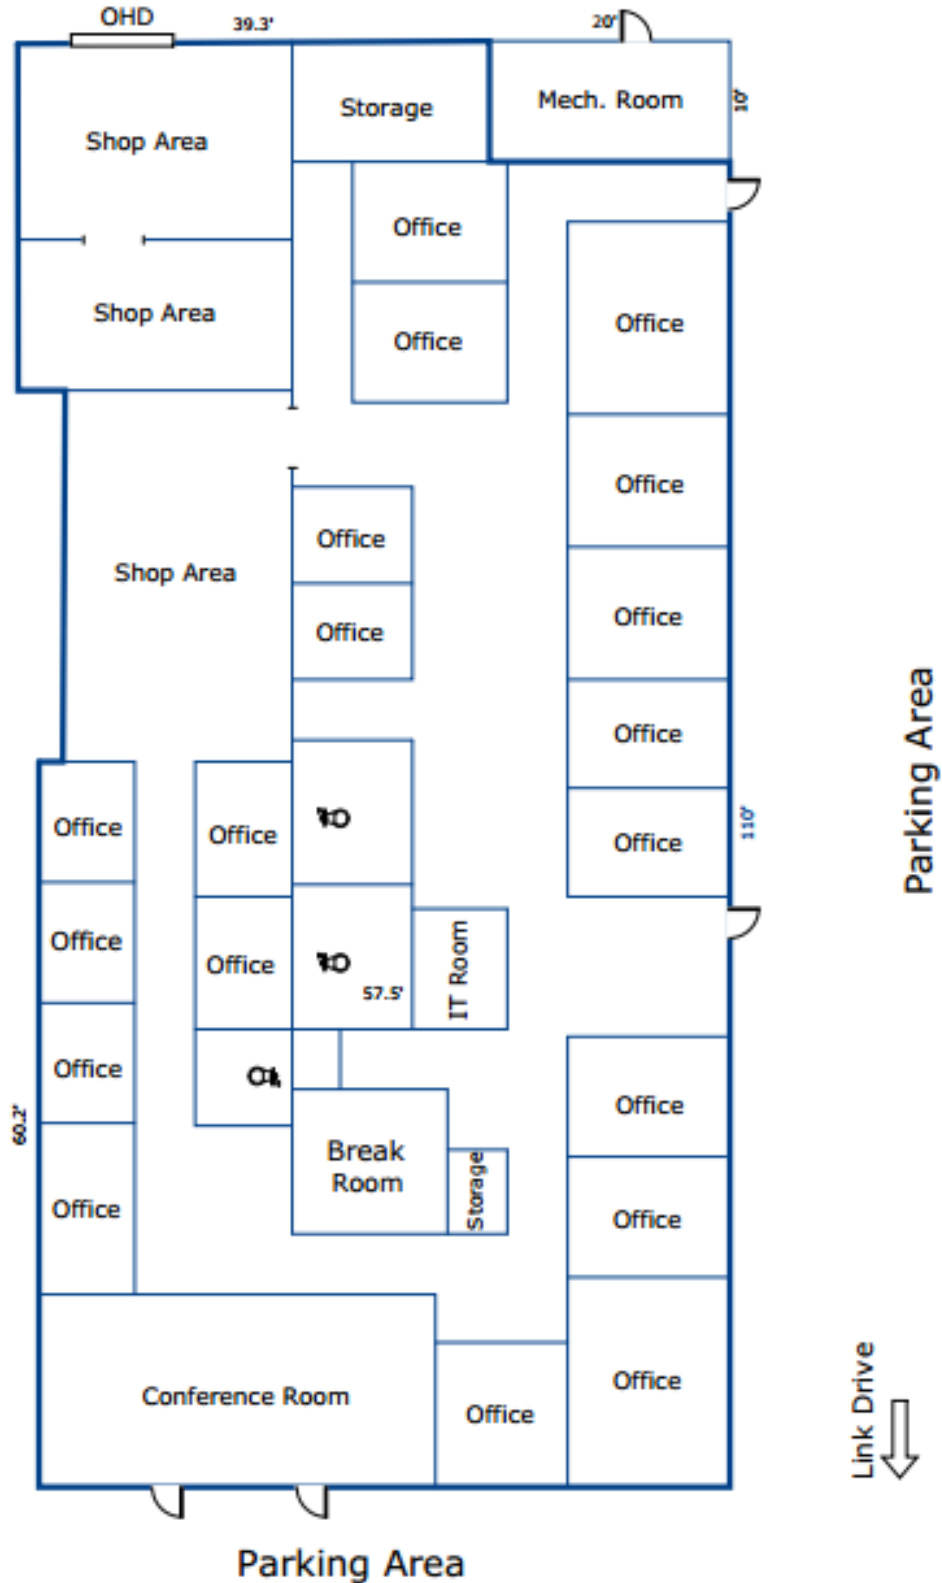 OHD
39.3'
20'
Storage
Mech. Room
10'
Shop Area
Office
Shop Area
Office
Office
Office
Office
Shop Area
Office
Office
Office
Parking Area
Office
Office
Office
110'
Office
Office
Office
IT Room
57.5'
Office
Office
60.2'
Break
Room
Storage
Office
Office
Link Drive
Conference Room
Office
Office
Parking Area